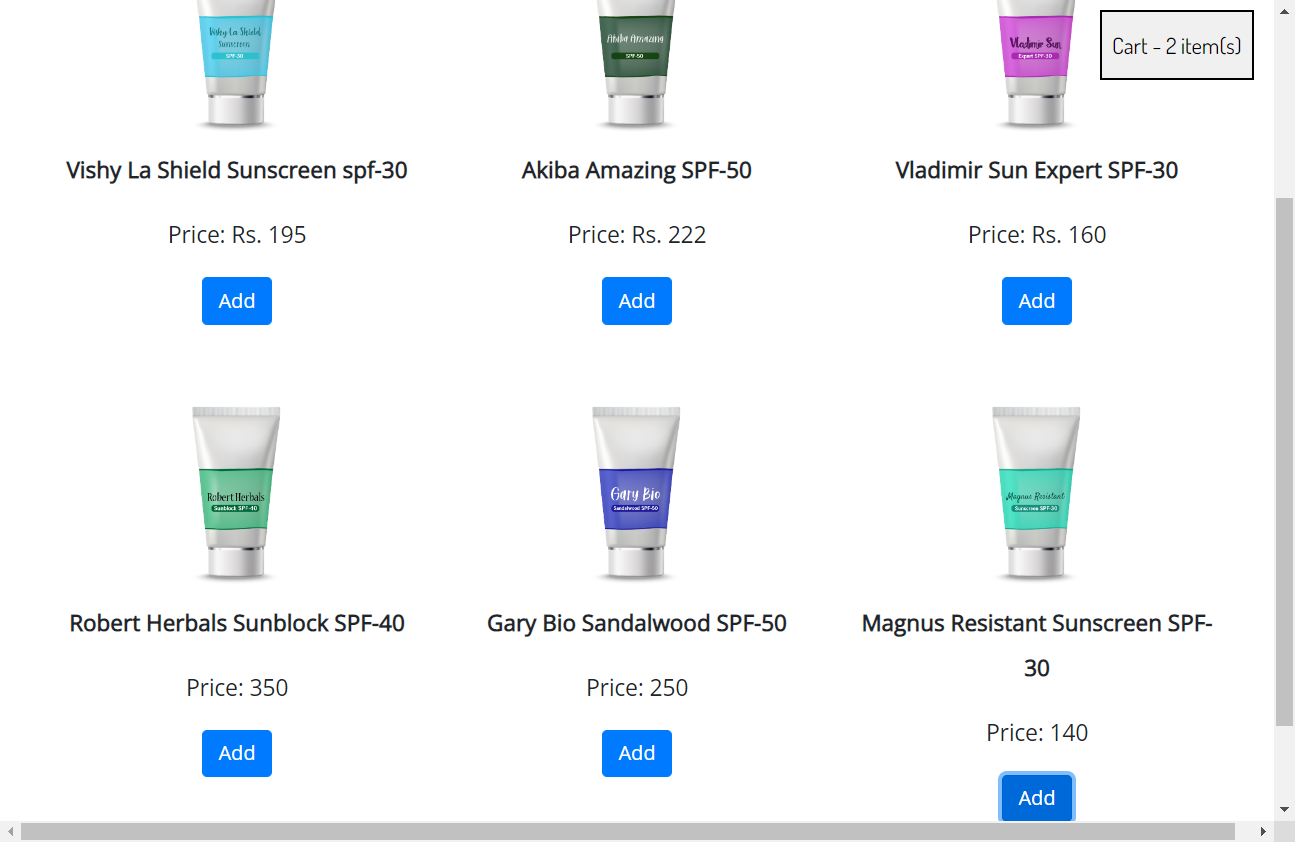 Vishy La Shield
Sunscreen
SPF-30
Akiba Amazing
SPF-50
Vladimir Sun
Expert SPF-30
Cart - 2 item(s)
Vishy La Shield Sunscreen spf-30
Akiba Amazing SPF-50
Vladimir Sun Expert SPF-30
Price: Rs. 195
Price: Rs. 222
Price: Rs. 160
Add
Add
Add
Robert Herbals
Sunblock SPF-40
Gary Bio
Sandalwood SPF-50
Magnus Resistant
Sunscreen SPF-30
Robert Herbals Sunblock SPF-40
Gary Bio Sandalwood SPF-50
Magnus Resistant Sunscreen SPF-
30
Price: 350
Price: 250
Price: 140
Add
Add
Add